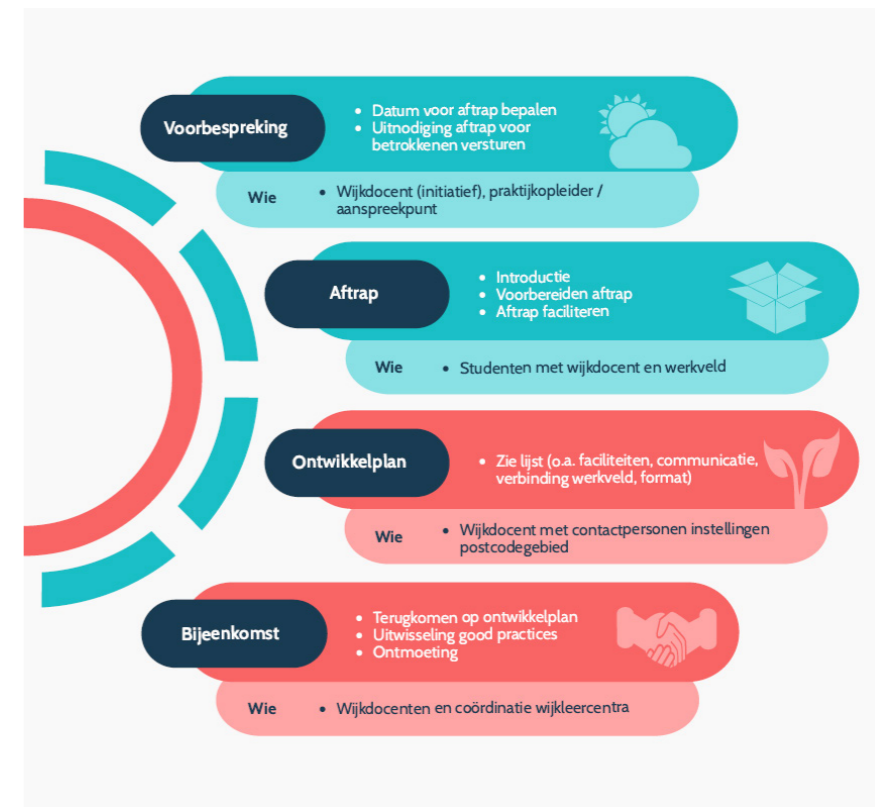 Voorbespreking
• Datum voor aftrap bepalen
• Uitnodiging aftrap voor
betrokkenen versturen
Wie
• Wijkdocent (initiatief), praktijkopleider /
aanspreekpunt
Aftrap
• Introductie
• Voorbereiden aftrap
• Aftrap faciliteren
Wie
• Studenten met wijkdocent en werkveld
Ontwikkelplan
• Zie lijst (o.a. faciliteiten, communicatie,
verbinding werkveld, format)
Wie
• Wijkdocent met contactpersonen instellingen
postcodegebied
Bijeenkomst
• Terugkomen op ontwikkelplan
• Uitwisseling good practices
• Ontmoeting
Wie
• Wijkdocenten en coördinatie wijkleercentra